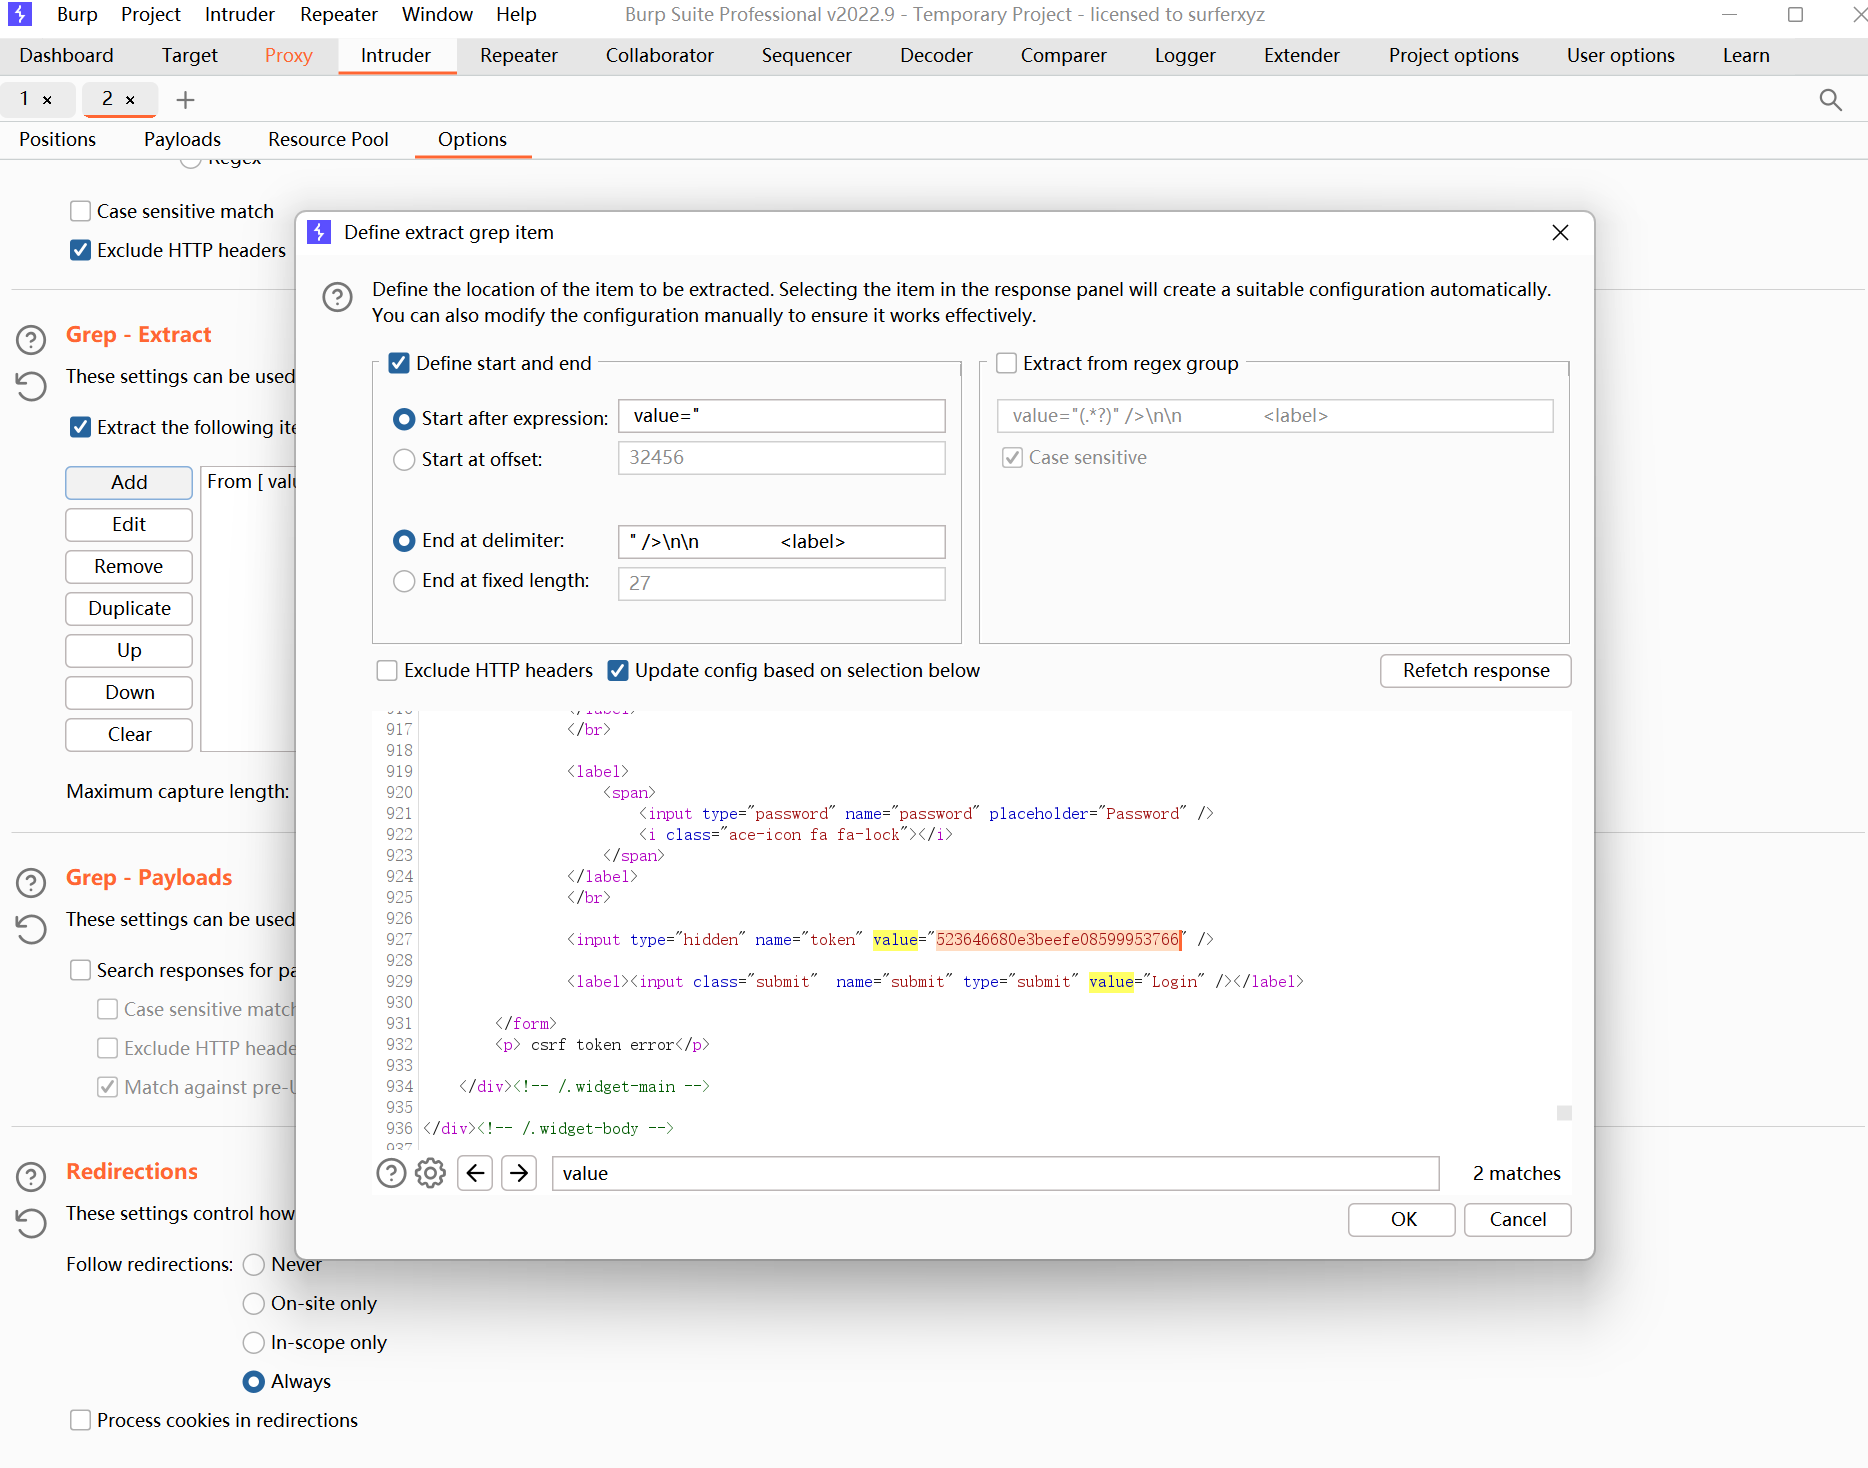 Burp Project Intruder Repeater Window Help Burp Suite Professional v2022.9 - Temporary Project - licensed to surferxyz
Dashboard Target Proxy Intruder Repeater Collaborator Sequencer Decoder Comparer Logger Extender Project options User options Learn
1 × 2 × +
Positions Payloads Resource Pool Options
Regex
Case sensitive match
Exclude HTTP headers
Grep - Extract
These settings can be used
Extract the following ite
Add
Edit
Remove
Duplicate
Up
Down
Clear
From [ valu
Maximum capture length:
Grep - Payloads
These settings can be used
Search responses for pa
Case sensitive match
Exclude HTTP heade
Match against pre-U
Redirections
These settings control how
Follow redirections: Never
On-site only
In-scope only
Always
Process cookies in redirections
Define extract grep item
Define the location of the item to be extracted. Selecting the item in the response panel will create a suitable configuration automatically.
You can also modify the configuration manually to ensure it works effectively.
Define start and end
Start after expression: value="
Start at offset: 32456
End at delimiter: " />\n\n <label>
End at fixed length: 27
Extract from regex group
value="(.*?)" />\n\n <label>
Case sensitive
Exclude HTTP headers Update config based on selection below Refetch response
916 </label>
917 </br>
918
919 <label>
920 <span>
921 <input type="password" name="password" placeholder="Password" />
922 <i class="ace-icon fa fa-lock"></i>
923 </span>
924 </label>
925 </br>
926
927 <input type="hidden" name="token" value="523646680e3beefe08599953766" />
928
929 <label><input class="submit" name="submit" type="submit" value="Login" /></label>
930
931 </form>
932 <p> csrf token error</p>
933
934 </div><!-- /.widget-main -->
935
936 </div><!-- /.widget-body -->
937
value 2 matches
OK Cancel